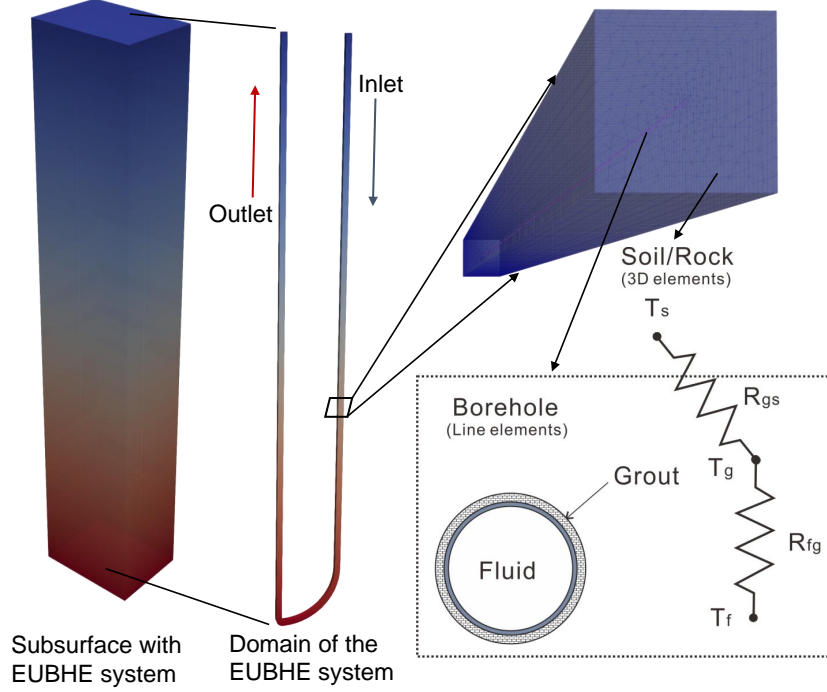 Inlet
Outlet
Soil/Rock
(3D elements)
Ts
Rgs
Borehole
(Line elements)
Tg
Grout
Rfg
Fluid
Tf
Subsurface with
EUBHE system
Domain of the
EUBHE system